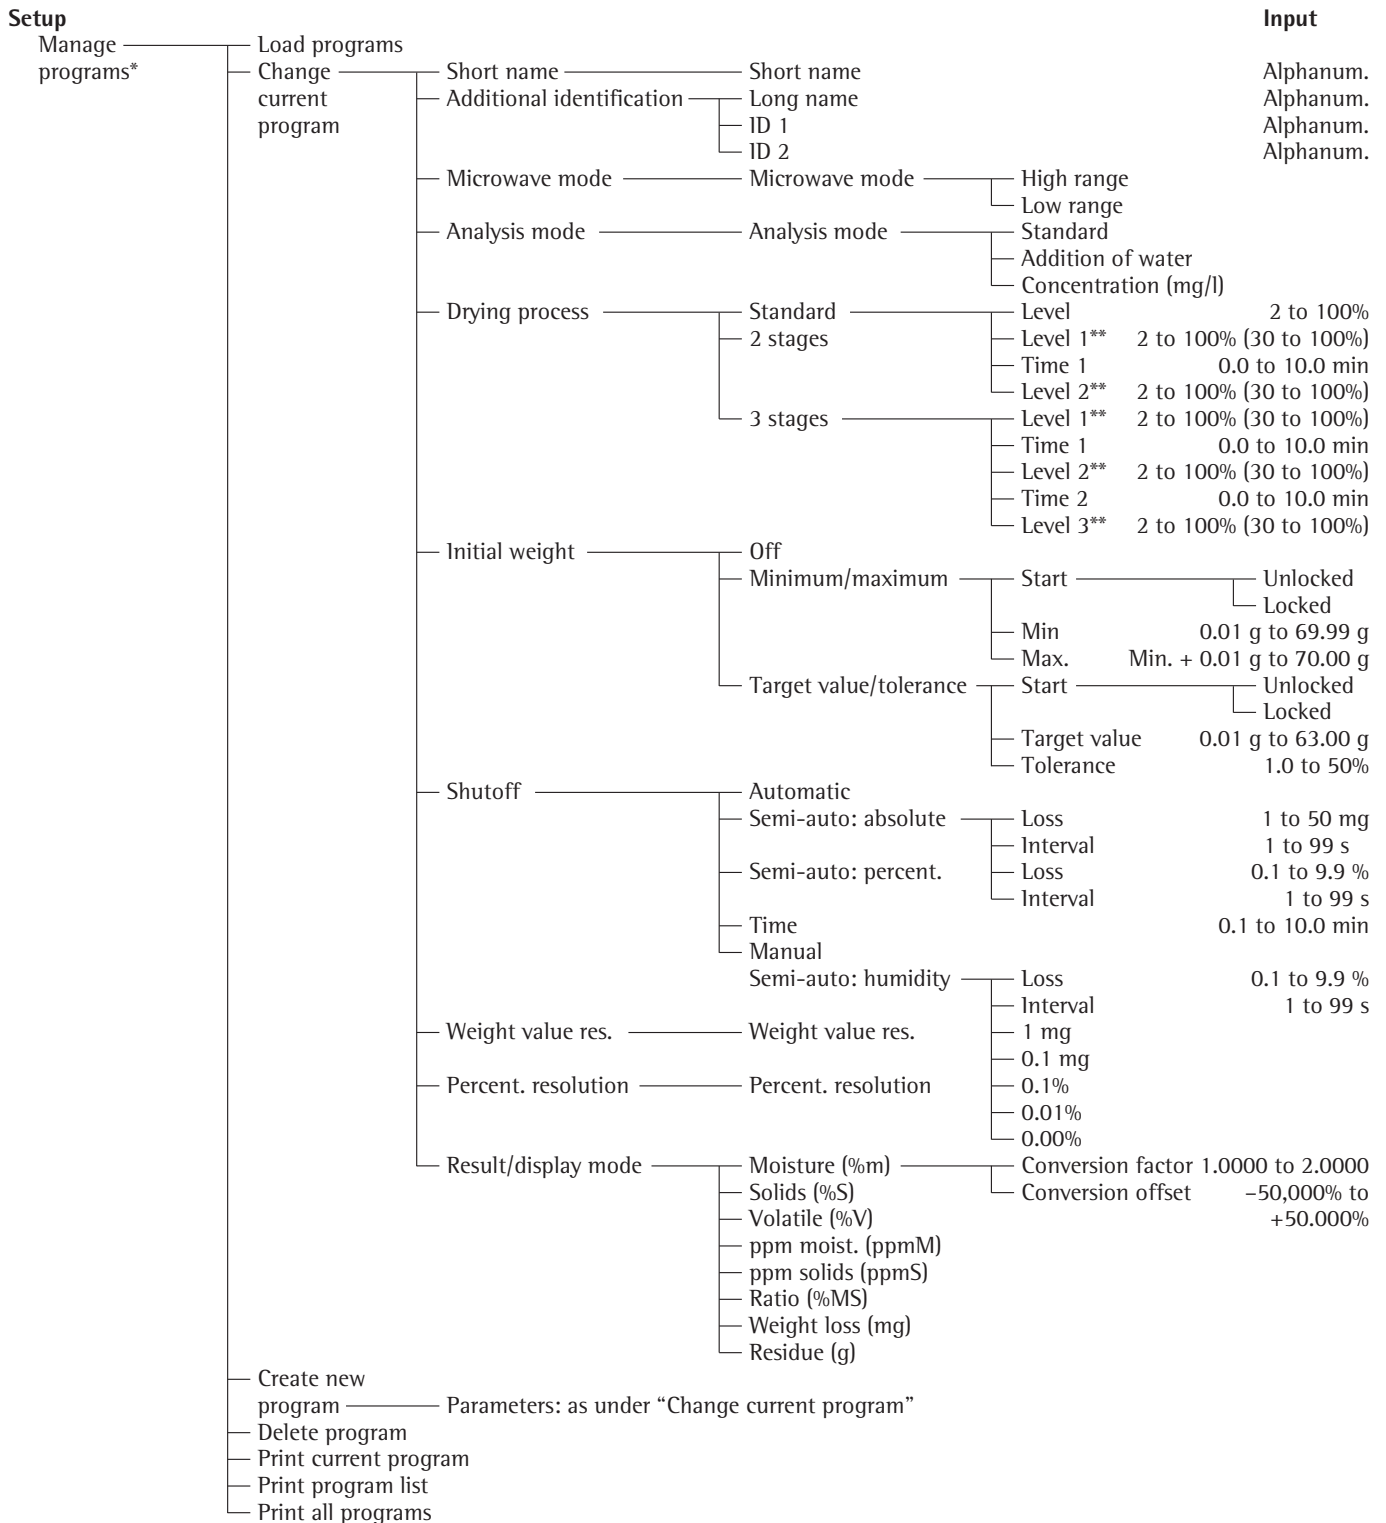 Setup Input
Manage Load programs
programs* Change Short name Short name Alphanum.
current Additional identification Long name Alphanum.
program ID 1 Alphanum.
ID 2 Alphanum.
Microwave mode Microwave mode High range
Low range
Analysis mode Analysis mode Standard
Addition of water
Concentration (mg/l)
Drying process Standard Level 2 to 100%
2 stages Level 1** 2 to 100% (30 to 100%)
Time 1 0.0 to 10.0 min
Level 2** 2 to 100% (30 to 100%)
3 stages Level 1** 2 to 100% (30 to 100%)
Time 1 0.0 to 10.0 min
Level 2** 2 to 100% (30 to 100%)
Time 2 0.0 to 10.0 min
Level 3** 2 to 100% (30 to 100%)
Initial weight Off
Minimum/maximum Start Unlocked
Locked
Min 0.01 g to 69.99 g
Max. Min. + 0.01 g to 70.00 g
Target value/tolerance Start Unlocked
Locked
Target value 0.01 g to 63.00 g
Tolerance 1.0 to 50%
Shutoff Automatic
Semi-auto: absolute Loss 1 to 50 mg
Interval 1 to 99 s
Semi-auto: percent. Loss 0.1 to 9.9 %
Interval 1 to 99 s
Time 0.1 to 10.0 min
Manual
Semi-auto: humidity Loss 0.1 to 9.9 %
Interval 1 to 99 s
Weight value res. Weight value res. 1 mg
0.1 mg
Percent. resolution Percent. resolution 0.1%
0.01%
0.00%
Result/display mode Moisture (%m) Conversion factor 1.0000 to 2.0000
Solids (%S) Conversion offset –50,000% to
Volatile (%V) +50.000%
ppm moist. (ppmM)
ppm solids (ppmS)
Ratio (%MS)
Weight loss (mg)
Residue (g)
Create new
program Parameters: as under “Change current program”
Delete program
Print current program
Print program list
Print all programs